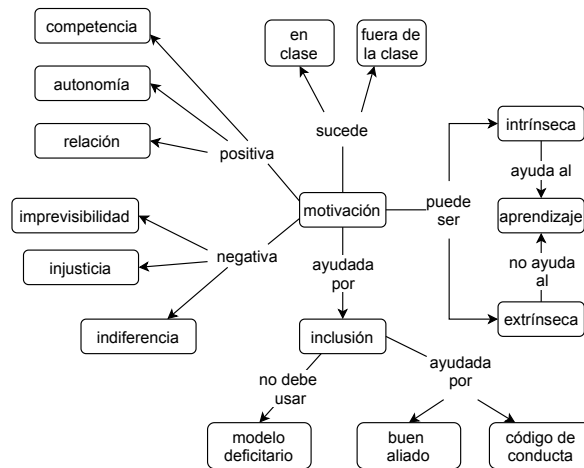 competencia
en
clase
fuera de
la clase
autonomía
relación
positiva
sucede
intrínseca
ayuda al
imprevisibilidad
motivación
puede
ser
aprendizaje
injusticia
negativa
ayudada
por
no ayuda
al
indiferencia
inclusión
extrínseca
no debe
usar
ayudada
por
modelo
deficitario
buen
aliado
código de
conducta